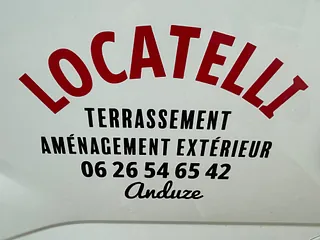 LOCATELLI
TERRASSEMENT
AMÉNAGEMENT EXTÉRIEUR
06 26 54 65 42
Anduze